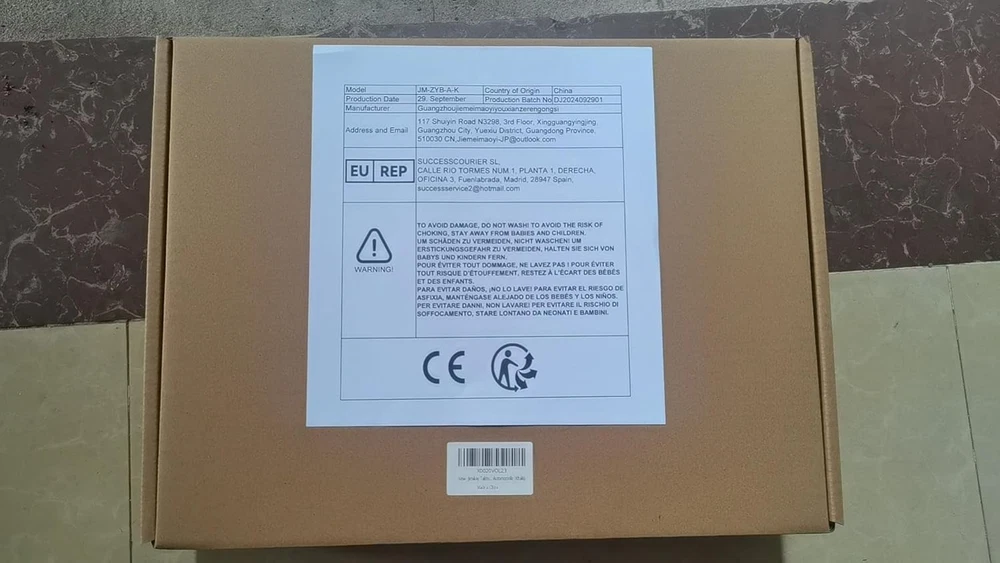 Model JM-ZYB-A-K Country of Origin China
Production Date 29. September. Production Batch No DJ2024092901
Manufacturer Guangzhoujiemeimaoyiyouxianzerengongsi
Address and Email
117 Shuiyin Road N3298, 3rd Floor, Xingguangyingjing,
Guangzhou City, Yuexiu District, Guangdong Province,
510030 CN,Jiemeimaoyi-JP@outlook.com
EU REP
SUCCESSCOURIER SL,
CALLE RIO TORMES NUM 1, PLANTA 1, DERECHA,
OFICINA 3, Fuenlabrada, Madrid, 28947 Spain,
successservice2@hotmail.com
WARNING!
TO AVOID DAMAGE, DO NOT WASH! TO AVOID THE RISK OF
CHOKING, STAY AWAY FROM BABIES AND CHILDREN.
UM SCHÄDEN ZU VERMEIDEN, NICHT WASCHEN! UM
ERSTICKUNGSGEFAHR ZU VERMEIDEN, HALTEN SIE SICH VON
BABYS UND KINDERN FERN.
POUR ÉVITER TOUT DOMMAGE, NE LAVEZ PAS ! POUR ÉVITER
TOUT RISQUE D'ÉTOUFFEMENT, RESTEZ À L'ÉCART DES BÉBÉS
ET DES ENFANTS.
PARA EVITAR DAÑOS, ¡NO LO LAVE! PARA EVITAR EL RIESGO DE
ASFIXIA, MANTÉNGASE ALEJADO DE LOS BEBÉS Y LOS NIÑOS.
PER EVITARE DANNI, NON LAVARE! PER EVITARE IL RISCHIO DI
SOFFOCAMENTO, STARE LONTANO DA NEONATI E BAMBINI.
CE